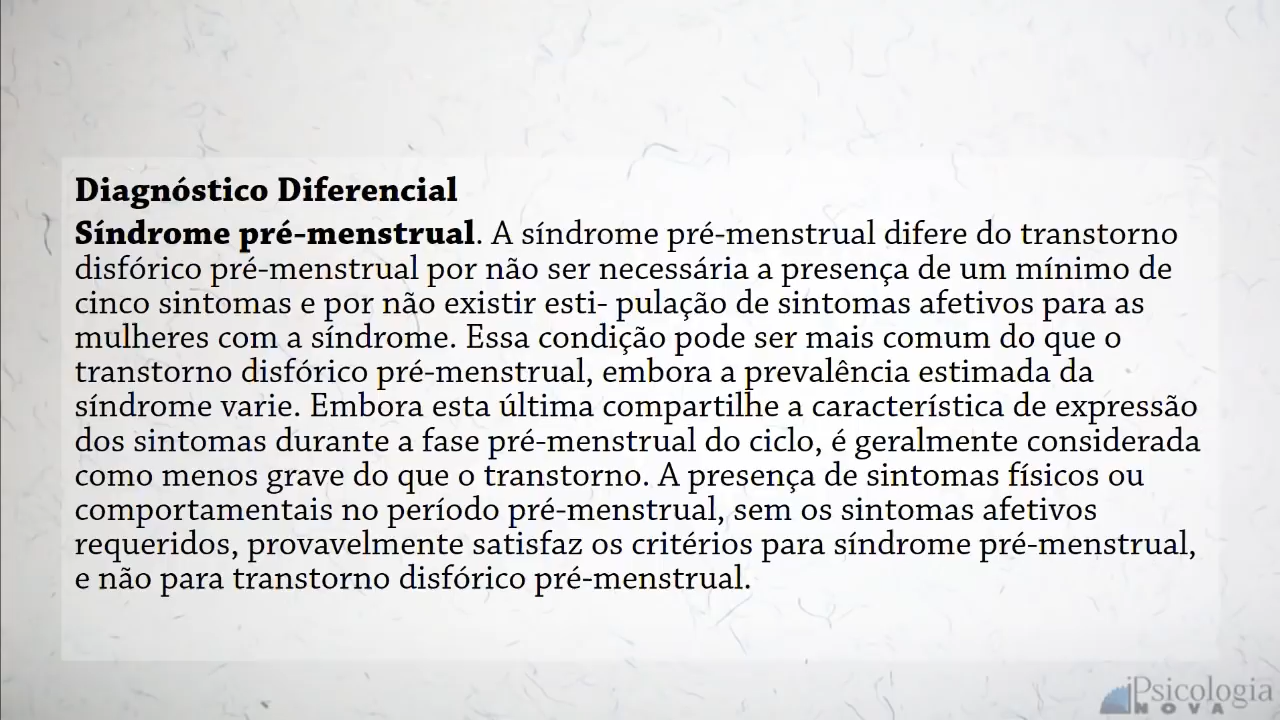 Diagnóstico Diferencial
Síndrome pré-menstrual. A síndrome pré-menstrual difere do transtorno
disfórico pré-menstrual por não ser necessária a presença de um mínimo de
cinco sintomas e por não existir esti- pulação de sintomas afetivos para as
mulheres com a síndrome. Essa condição pode ser mais comum do que o
transtorno disfórico pré-menstrual, embora a prevalência estimada da
síndrome varie. Embora esta última compartilhe a característica de expressão
dos sintomas durante a fase pré-menstrual do ciclo, é geralmente considerada
como menos grave do que o transtorno. A presença de sintomas físicos ou
comportamentais no período pré-menstrual, sem os sintomas afetivos
requeridos, provavelmente satisfaz os critérios para síndrome pré-menstrual,
e não para transtorno disfórico pré-menstrual.
Psicologia
NOVA